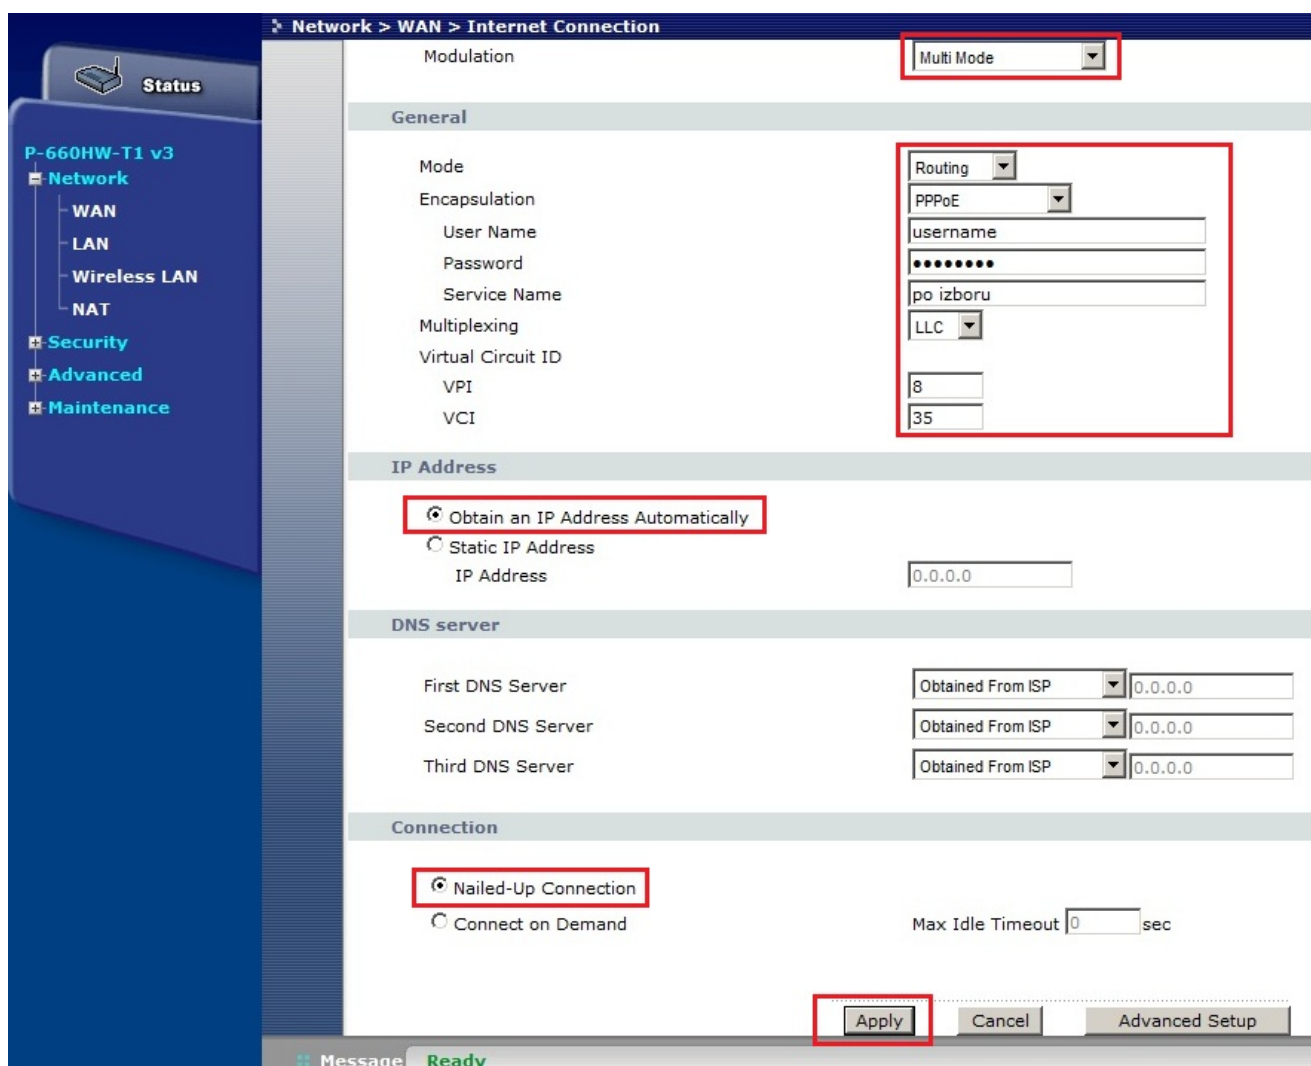 Network > WAN > Internet Connection
Status
P-660HW-T1 v3
Network
WAN
LAN
Wireless LAN
NAT
Security
Advanced
Maintenance
Modulation Multi Mode
General
Mode Routing
Encapsulation PPPoE
User Name username
Password ••••••••
Service Name po izboru
Multiplexing LLC
Virtual Circuit ID
VPI 8
VCI 35
IP Address
Obtain an IP Address Automatically
Static IP Address
IP Address 0.0.0.0
DNS server
First DNS Server Obtained From ISP 0.0.0.0
Second DNS Server Obtained From ISP 0.0.0.0
Third DNS Server Obtained From ISP 0.0.0.0
Connection
Nailed-Up Connection
Connect on Demand Max Idle Timeout 0 sec
Apply Cancel Advanced Setup
Message Ready